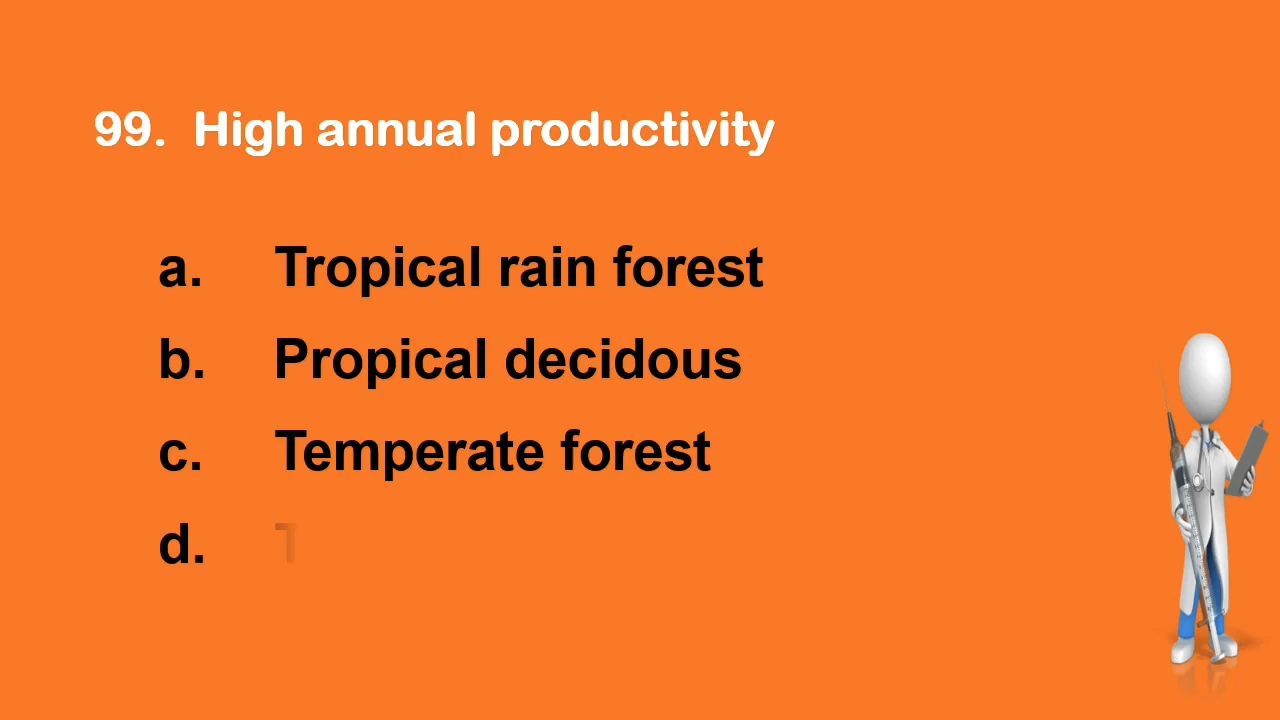 99. High annual productivity
a. Tropical rain forest
b. Propical decidous
c. Temperate forest
d. T